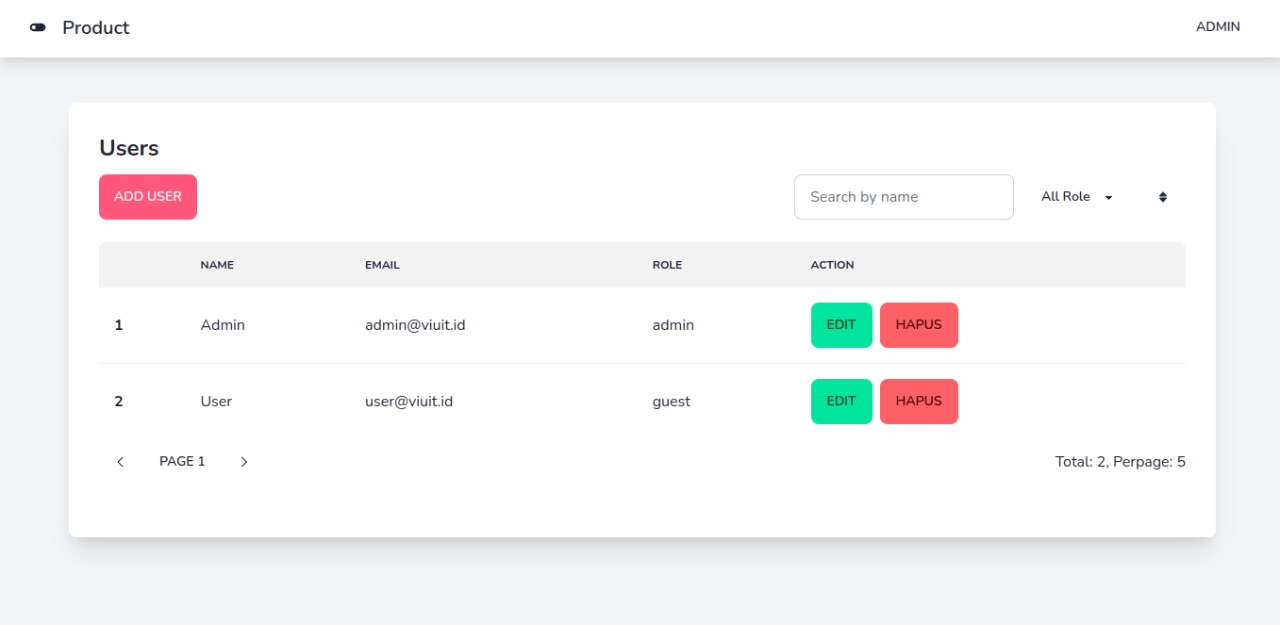 Product ADMIN
Users
ADD USER Search by name All Role
NAME EMAIL ROLE ACTION
1 Admin admin@viuit.id admin EDIT HAPUS
2 User user@viuit.id guest EDIT HAPUS
PAGE 1 Total: 2, Perpage: 5